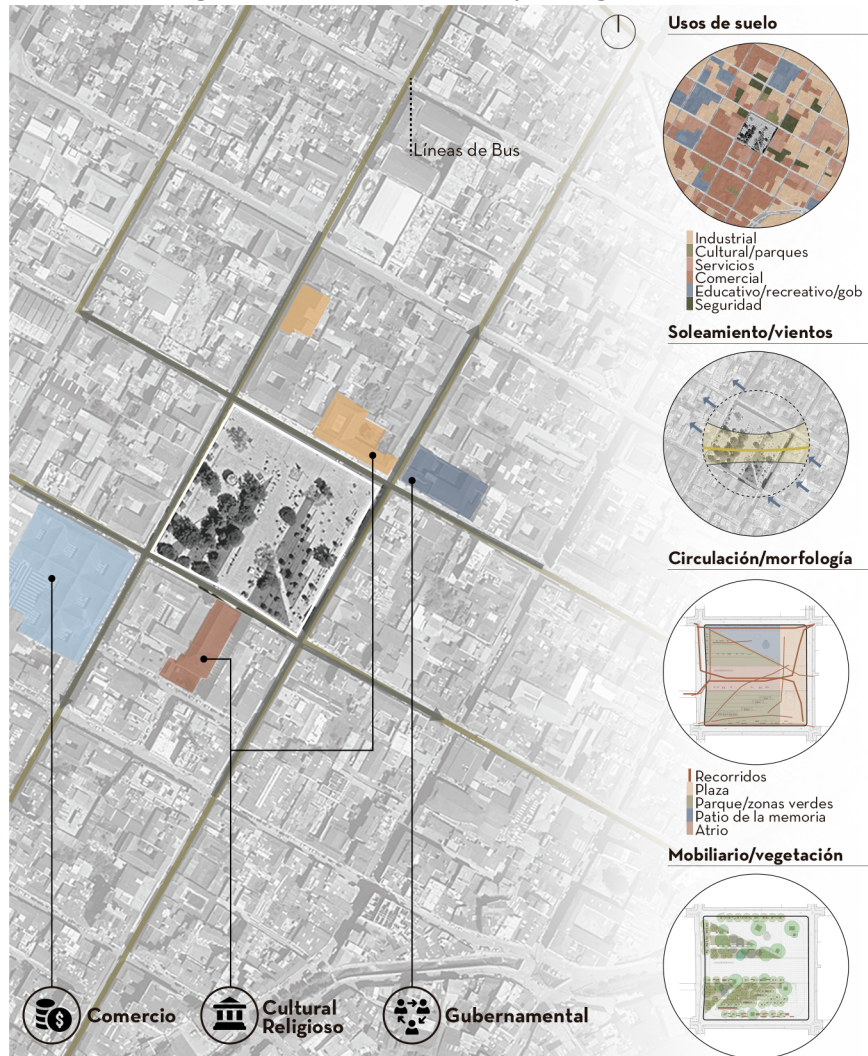 Usos de suelo
Líneas de Bus
Industrial
Cultural/parques
Servicios
Comercial
Educativo/recreativo/gob
Seguridad
Soleamiento/vientos
Circulación/morfología
Recorridos
Plaza
Parque/zonas verdes
Patio de la memoria
Atrio
Mobiliario/vegetación
Comercio
Cultural
Religioso
Gubernamental